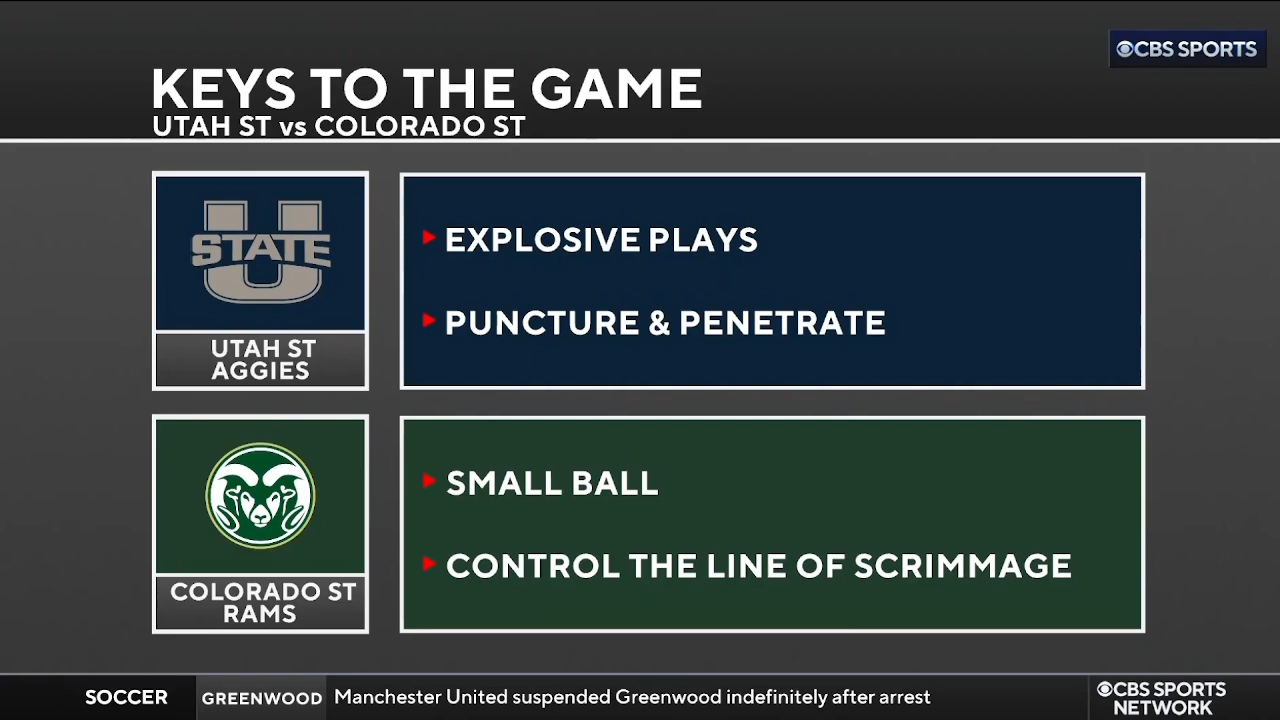 CBS SPORTS
KEYS TO THE GAME
UTAH ST vs COLORADO ST
STATE
UTAH ST
AGGIES
EXPLOSIVE PLAYS
PUNCTURE & PENETRATE
COLORADO ST
RAMS
SMALL BALL
CONTROL THE LINE OF SCRIMMAGE
SOCCER
GREENWOOD
Manchester United suspended Greenwood indefinitely after arrest
CBS SPORTS
NETWORK